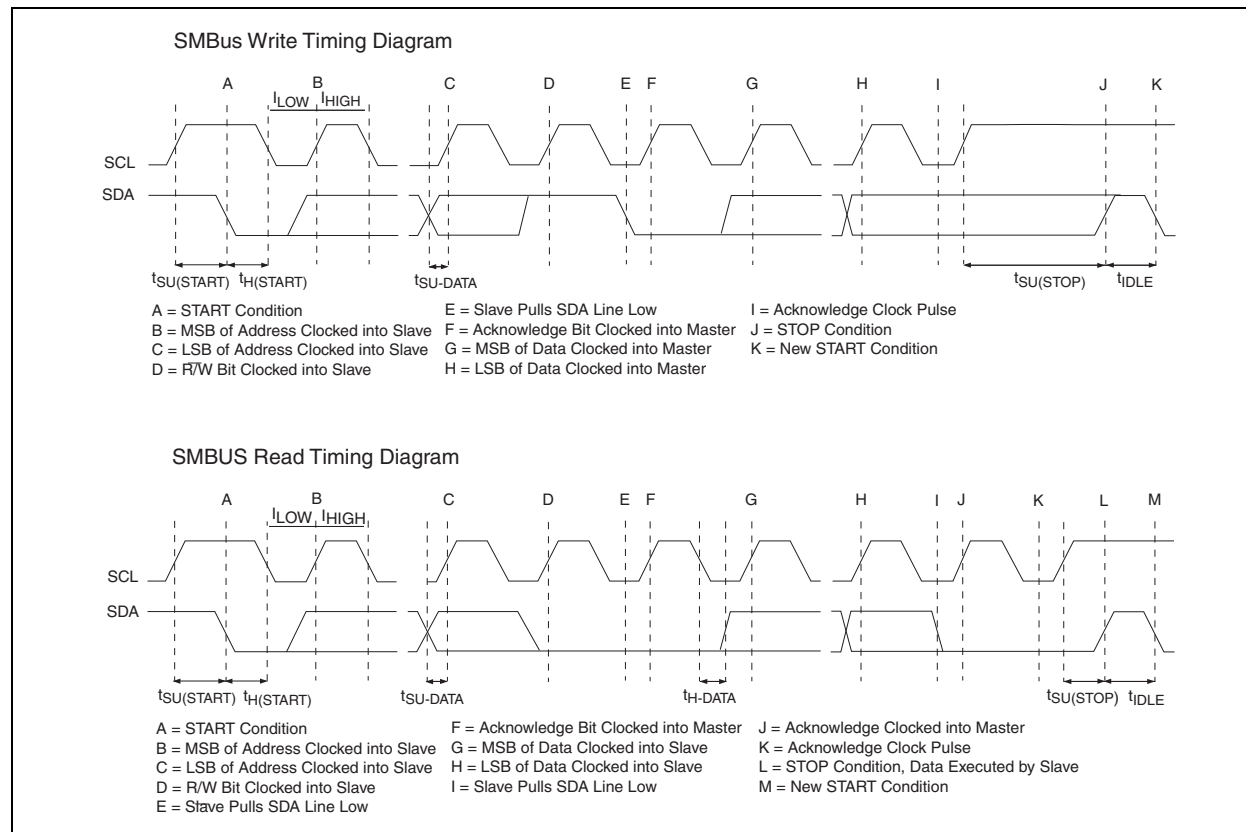 SMBus Write Timing Diagram
A B C D E F G H I J K
ILOW IHIGH
SCL
SDA
tSU(START) tH(START) tSU-DATA tSU(STOP) tIDLE
A = START Condition
B = MSB of Address Clocked into Slave
C = LSB of Address Clocked into Slave
D = R/W Bit Clocked into Slave
E = Slave Pulls SDA Line Low
F = Acknowledge Bit Clocked into Master
G = MSB of Data Clocked into Master
H = LSB of Data Clocked into Master
I = Acknowledge Clock Pulse
J = STOP Condition
K = New START Condition
SMBUS Read Timing Diagram
A B C D E F G H I J K L M
ILOW IHIGH
SCL
SDA
tSU(START) tH(START) tSU-DATA tH-DATA tSU(STOP) tIDLE
A = START Condition
B = MSB of Address Clocked into Slave
C = LSB of Address Clocked into Slave
D = R/W Bit Clocked into Slave
E = Slave Pulls SDA Line Low
F = Acknowledge Bit Clocked into Master
G = MSB of Data Clocked into Slave
H = LSB of Data Clocked into Slave
I = Slave Pulls SDA Line Low
J = Acknowledge Clocked into Master
K = Acknowledge Clock Pulse
L = STOP Condition, Data Executed by Slave
M = New START Condition